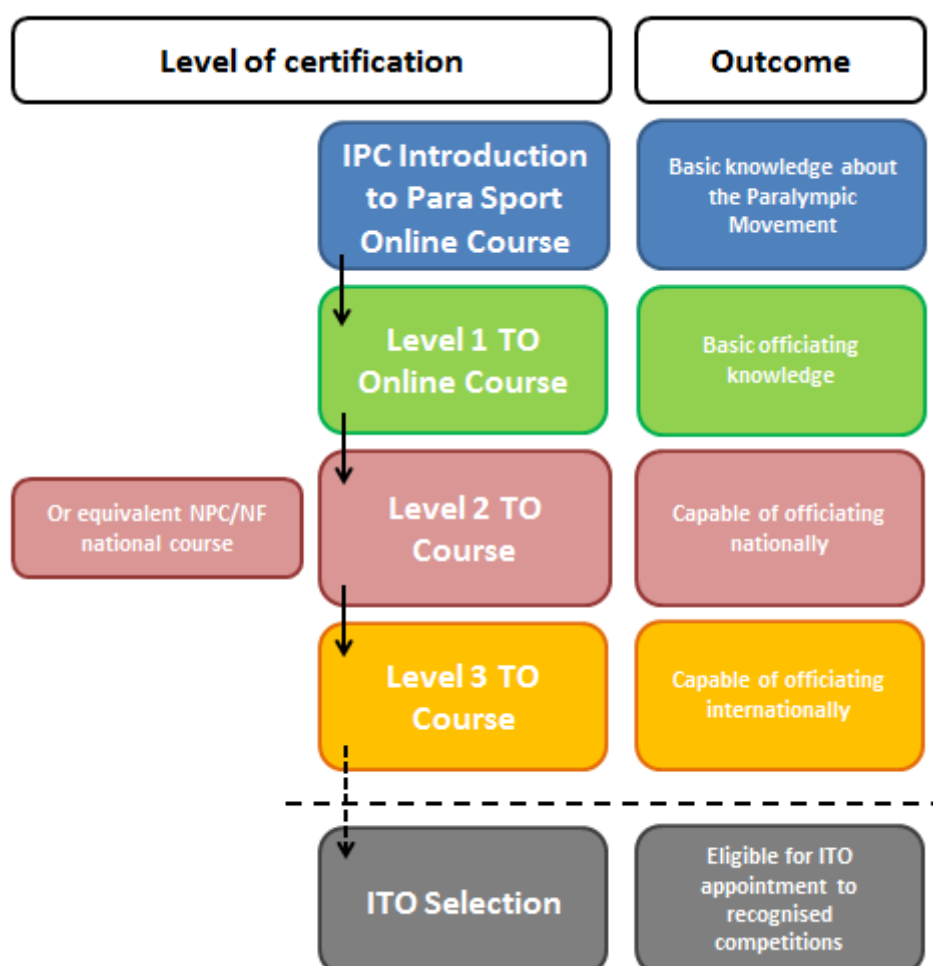 Level of certification
Outcome
IPC Introduction
to Para Sport
Online Course
Basic knowledge about
the Paralympic
Movement
Level 1 TO
Online Course
Basic officiating
knowledge
Or equivalent NPC/NF
national course
Level 2 TO
Course
Capable of officiating
nationally
Level 3 TO
Course
Capable of officiating
internationally
ITO Selection
Eligible for ITO
appointment to
recognised
competitions